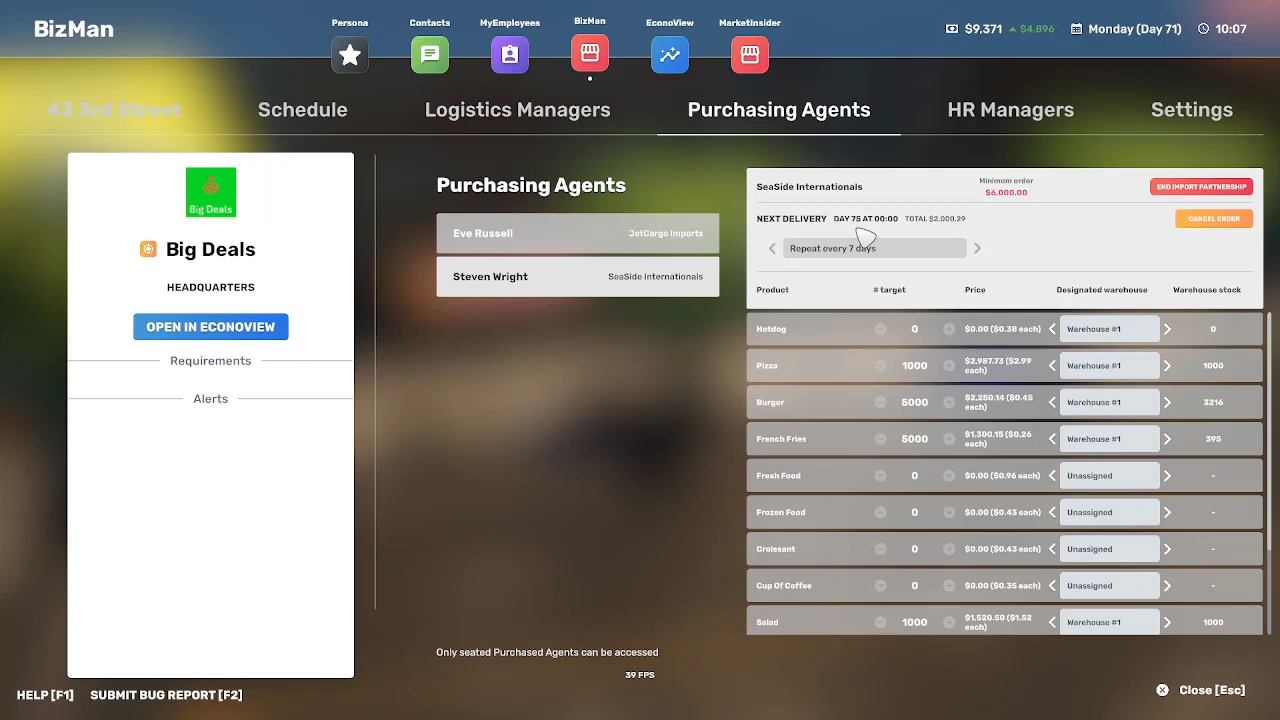 BizMan
Persona
Contacts
MyEmployees
BizMan
EconoView
MarketInsider
$9,371 ▲ $4,896
Monday (Day 71)
10:07
43 3rd Street
Schedule
Logistics Managers
Purchasing Agents
HR Managers
Settings
Big Deals
Big Deals
HEADQUARTERS
OPEN IN ECONOVIEW
Requirements
Alerts
Purchasing Agents
Eve Russell JetCargo Imports
Steven Wright SeaSide Internationals
Only seated Purchased Agents can be accessed
39 FPS
SeaSide Internationals
Minimum order
$6,000.00
END IMPORT PARTNERSHIP
NEXT DELIVERY DAY 75 AT 00:00 TOTAL $2,000.29
CANCEL ORDER
Repeat every 7 days
Product # target Price Designated warehouse Warehouse stock
Hotdog 0 $0.00 ($0.38 each) Warehouse #1 0
Pizza 1000 $2,987.73 ($2.99
each) Warehouse #1 1000
Burger 5000 $2,250.14 ($0.45
each) Warehouse #1 3216
French Fries 5000 $1,300.15 ($0.26
each) Warehouse #1 395
Fresh Food 0 $0.00 ($0.96 each) Unassigned -
Frozen Food 0 $0.00 ($0.43 each) Unassigned -
Croissant 0 $0.00 ($0.43 each) Unassigned -
Cup Of Coffee 0 $0.00 ($0.35 each) Unassigned -
Salad 1000 $1,520.50 ($1.52
each) Warehouse #1 1000
HELP [F1]
SUBMIT BUG REPORT [F2]
Close [Esc]